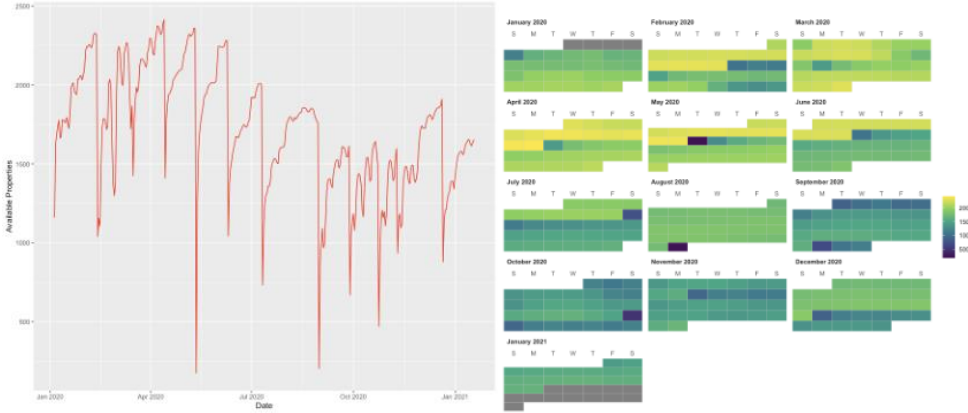 2500
2000
1500
1000
500
Available Properties
Jan 2020 Apr 2020 Jul 2020 Oct 2020 Jan 2021
Date
January 2020 February 2020 March 2020
S M T W T F S S M T W T F S S M T W T F S
April 2020 May 2020 June 2020
S M T W T F S S M T W T F S S M T W T F S
July 2020 August 2020 September 2020
S M T W T F S S M T W T F S S M T W T F S
October 2020 November 2020 December 2020
S M T W T F S S M T W T F S S M T W T F S
January 2021
S M T W T F S
200
150
100
500